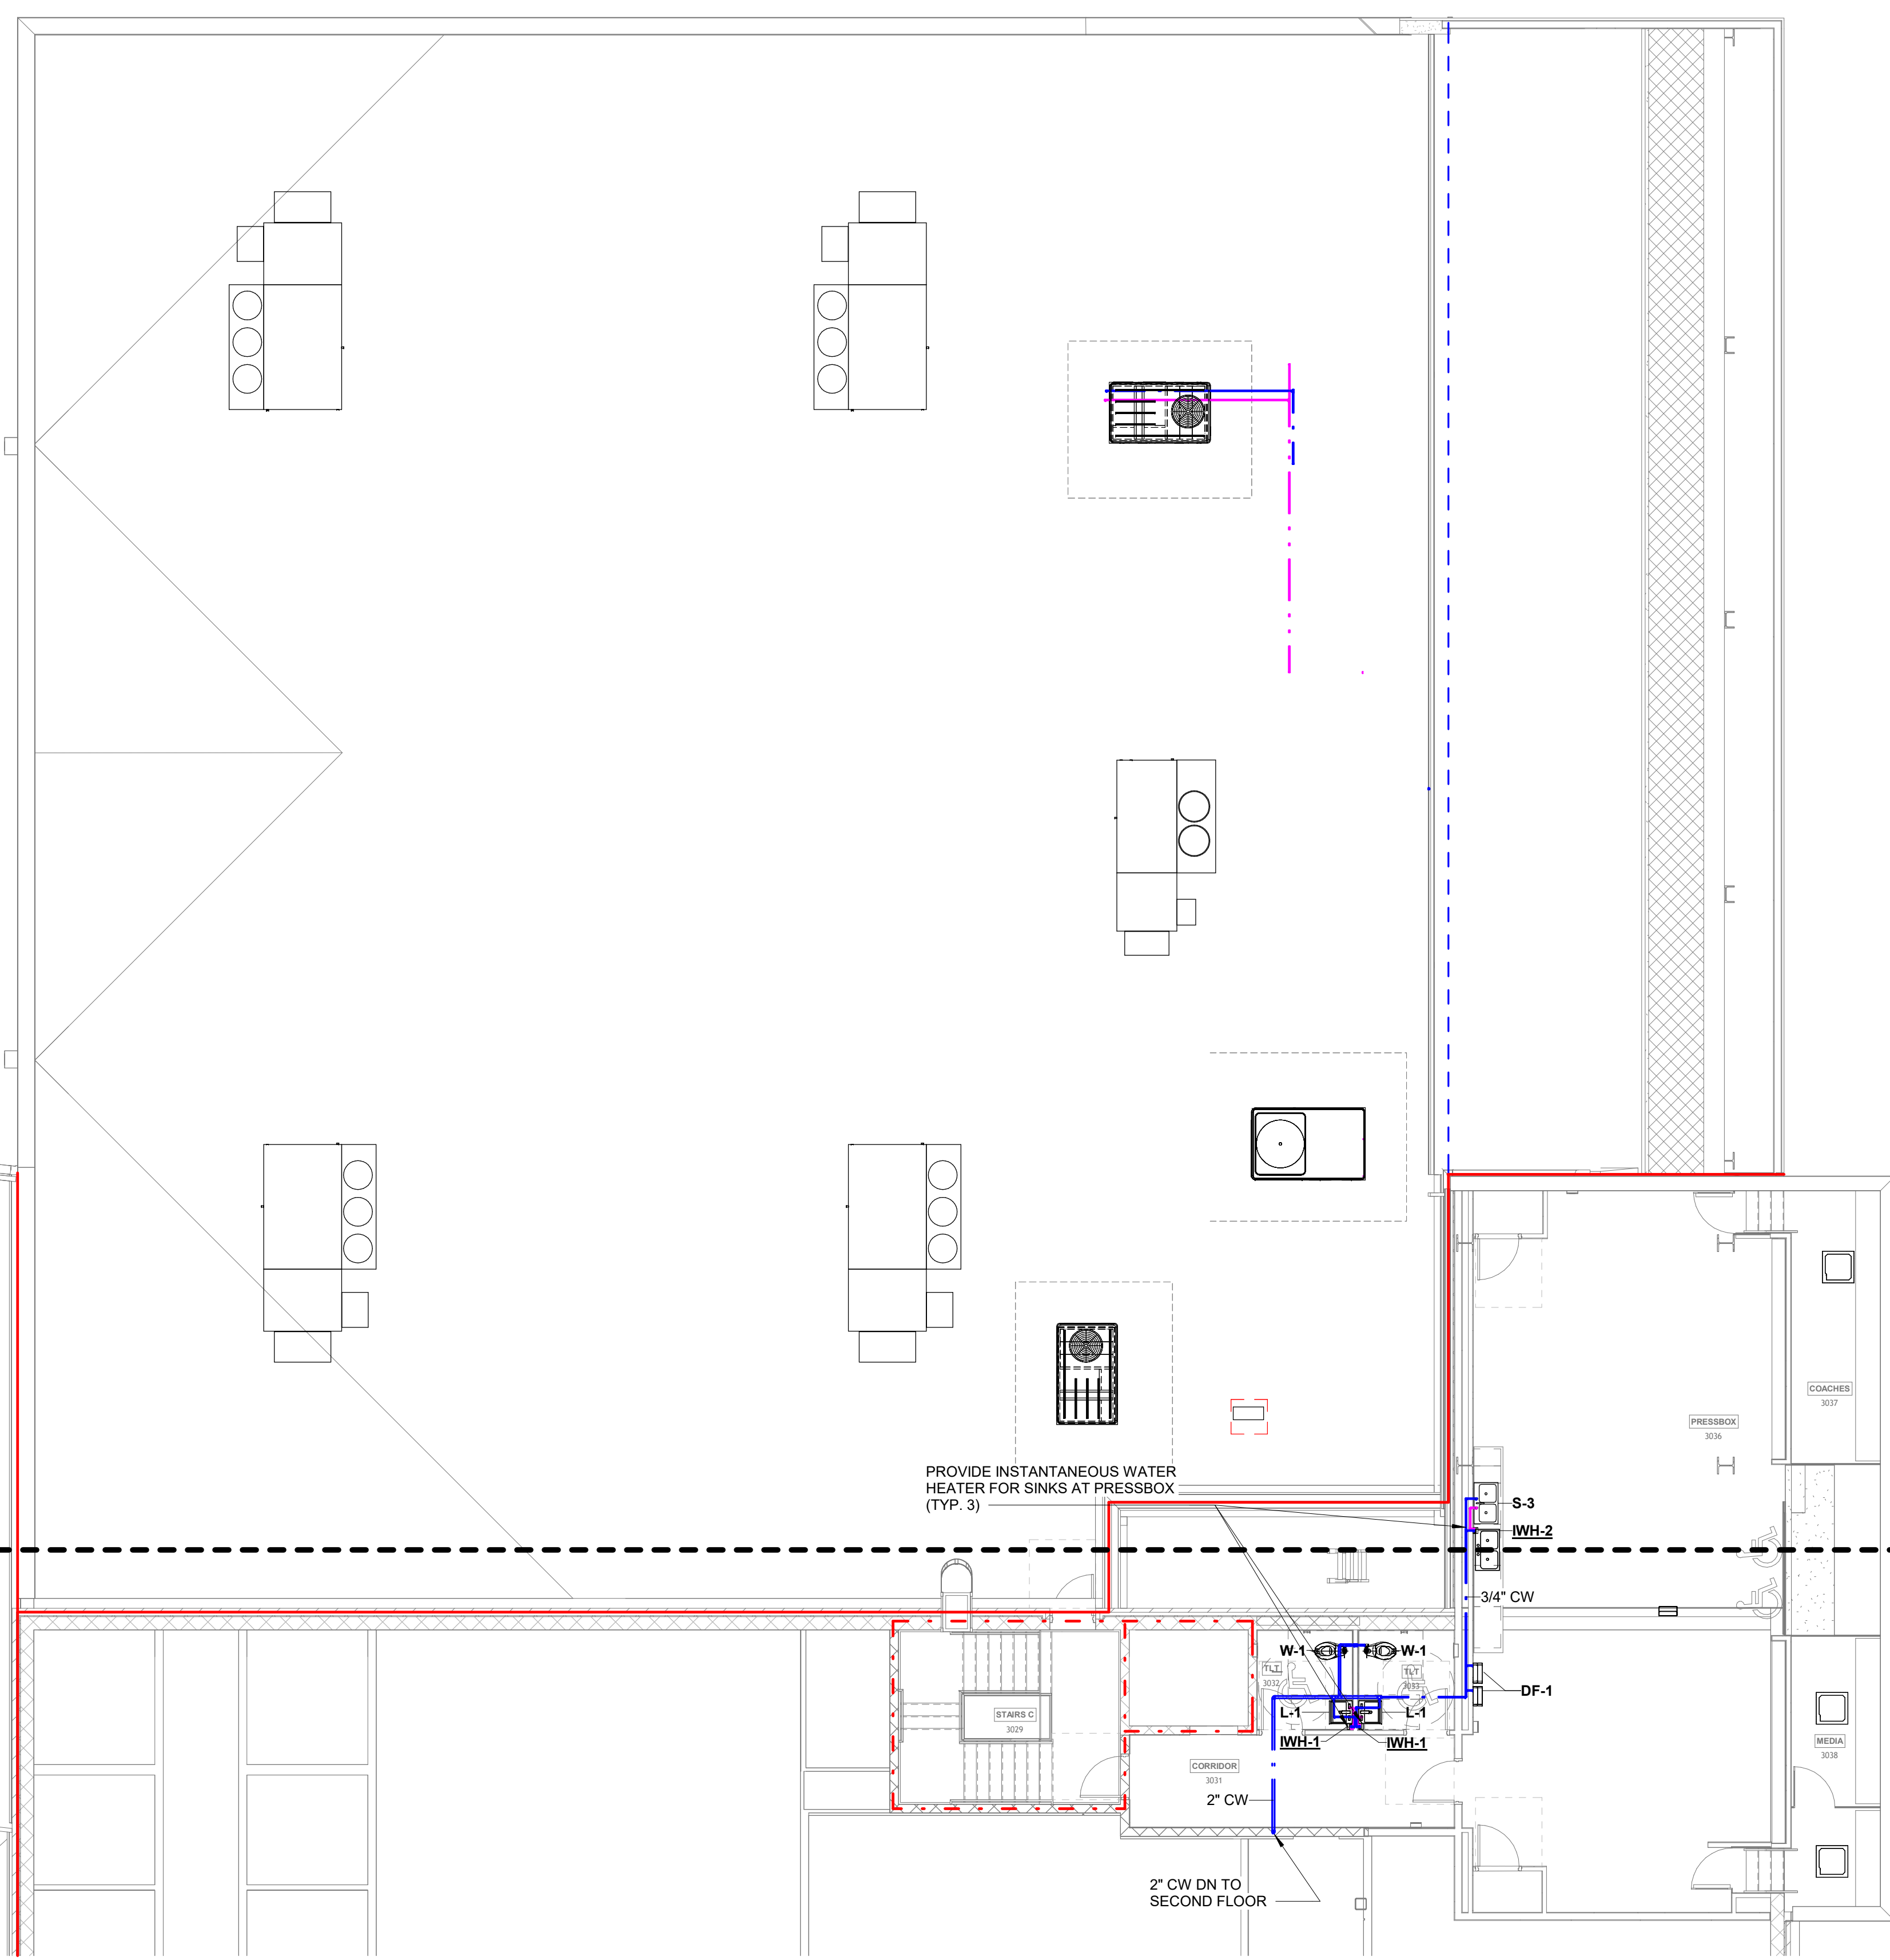 COACHES
3037
PRESSBOX
3036
PROVIDE INSTANTANEOUS WATER
HEATER FOR SINKS AT PRESSBOX
(TYP. 3)
S-3
IWH-2
3/4" CW
W-1
W-1
TLT
3032
TLT
3033
DF-1
L-1
L-1
STAIRS C
3029
IWH-1
IWH-1
MEDIA
3038
CORRIDOR
3031
2" CW
2" CW DN TO
SECOND FLOOR